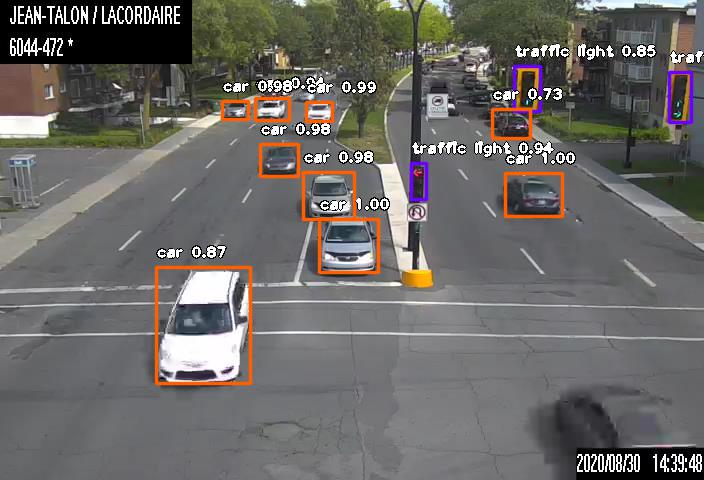 JEAN-TALON / LACORDAIRE
6044-472 *
traffic light 0.85
traf
car 0.98
car 0.99
car 0.73
car 0.98
traffic light 0.94
car 0.98
car 1.00
car 1.00
car 0.87
2020/08/30 14:39:48